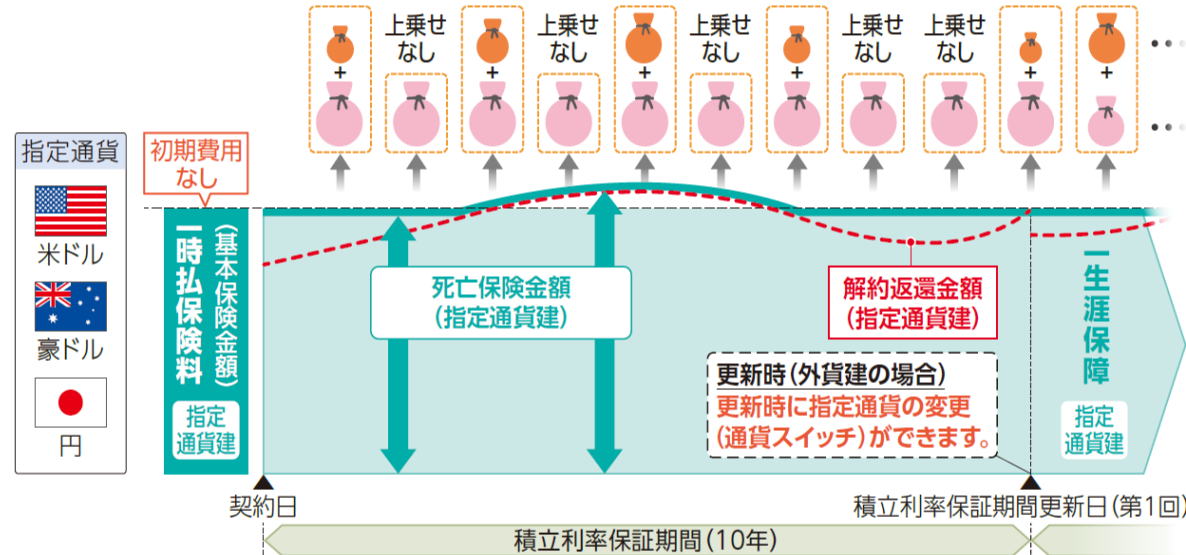 上乗せ
なし
上乗せ
なし
上乗せ
なし
上乗せ
なし
上乗せ
なし
+
+
+
+
+
+
指定通貨
米ドル
豪ドル
円
初期費用
なし
一時払保険料
(基本保険金額)
指定
通貨建
死亡保険金額
(指定通貨建)
解約返還金額
(指定通貨建)
更新時(外貨建の場合)
更新時に指定通貨の変更
(通貨スイッチ)ができます。
一生涯保障
指定
通貨建
契約日
積立利率保証期間更新日(第1回)
積立利率保証期間(10年)